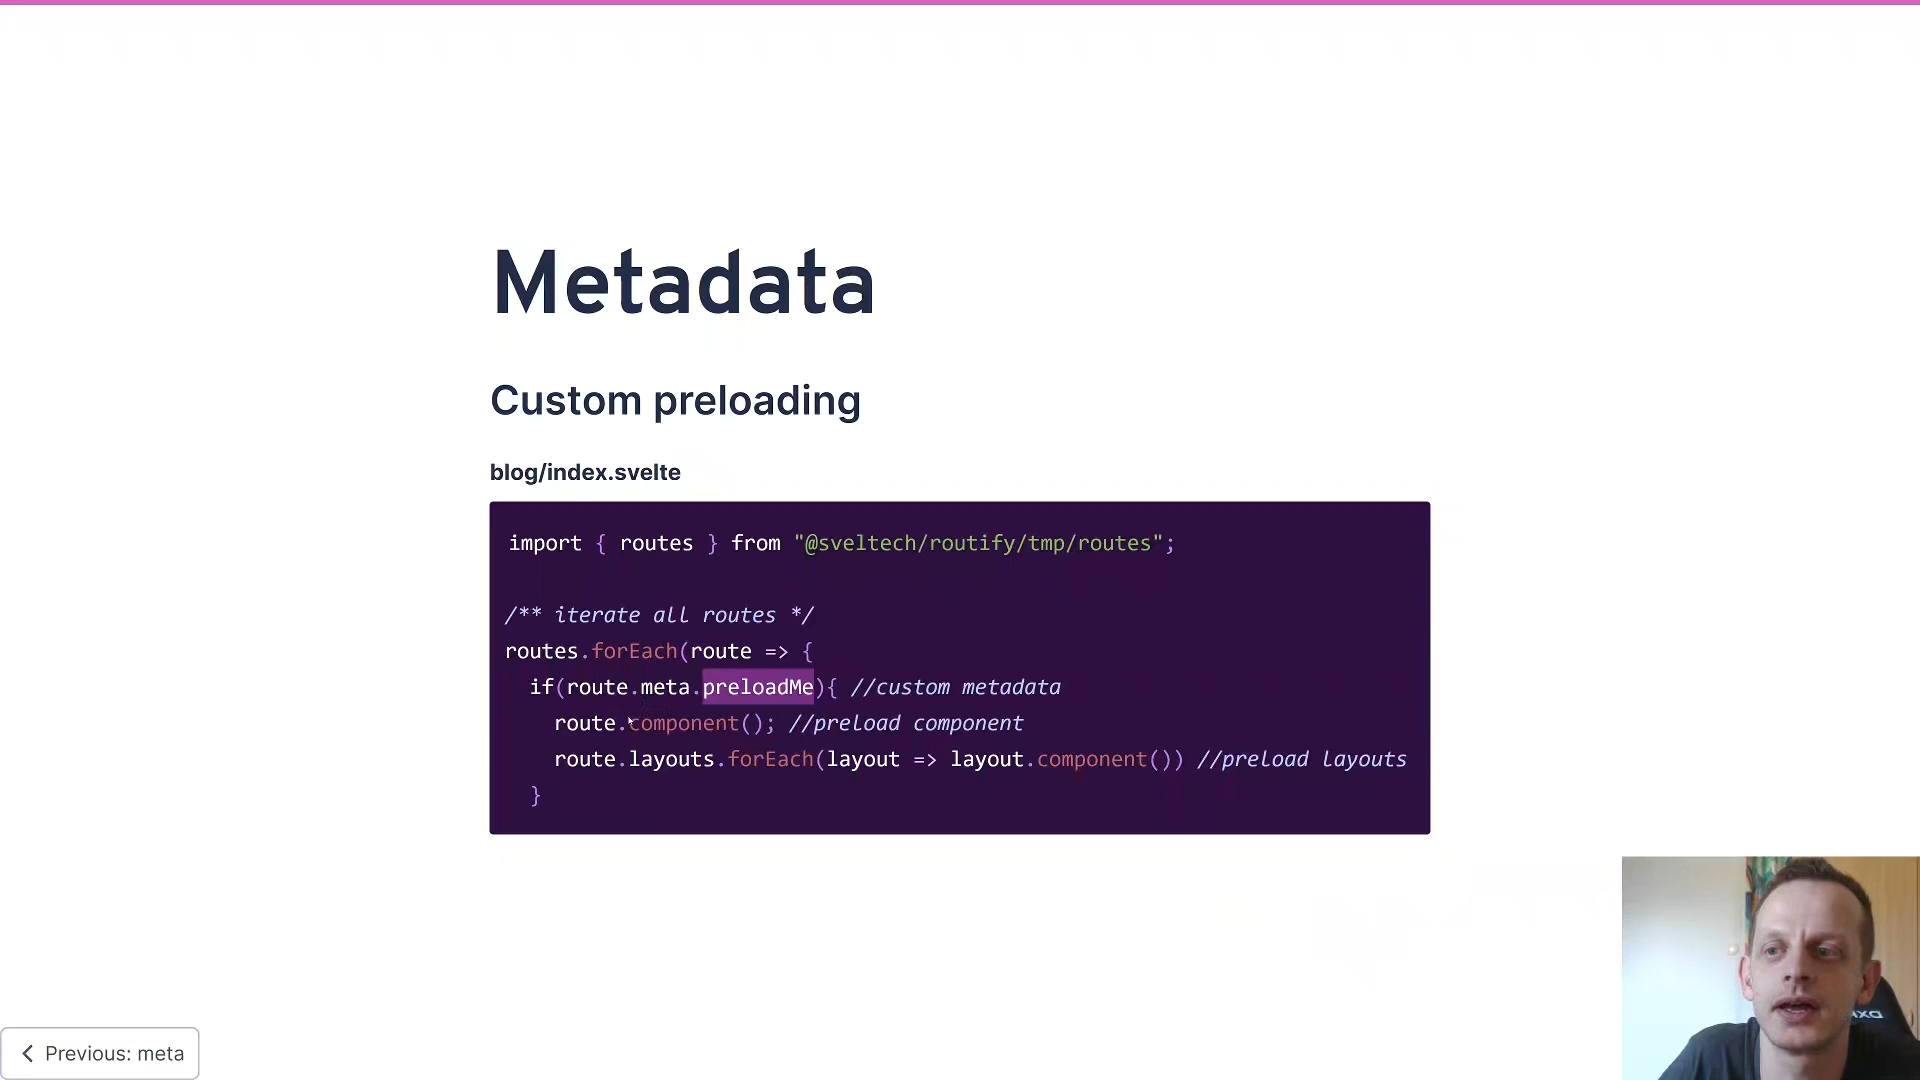 Metadata
Custom preloading
blog/index.svelte
import { routes } from "@sveltech/routify/tmp/routes";
/** iterate all routes */
routes.forEach(route => {
if(route.meta.preloadMe){ //custom metadata
route.component(); //preload component
route.layouts.forEach(layout => layout.component()) //preload layouts
}
Previous: meta